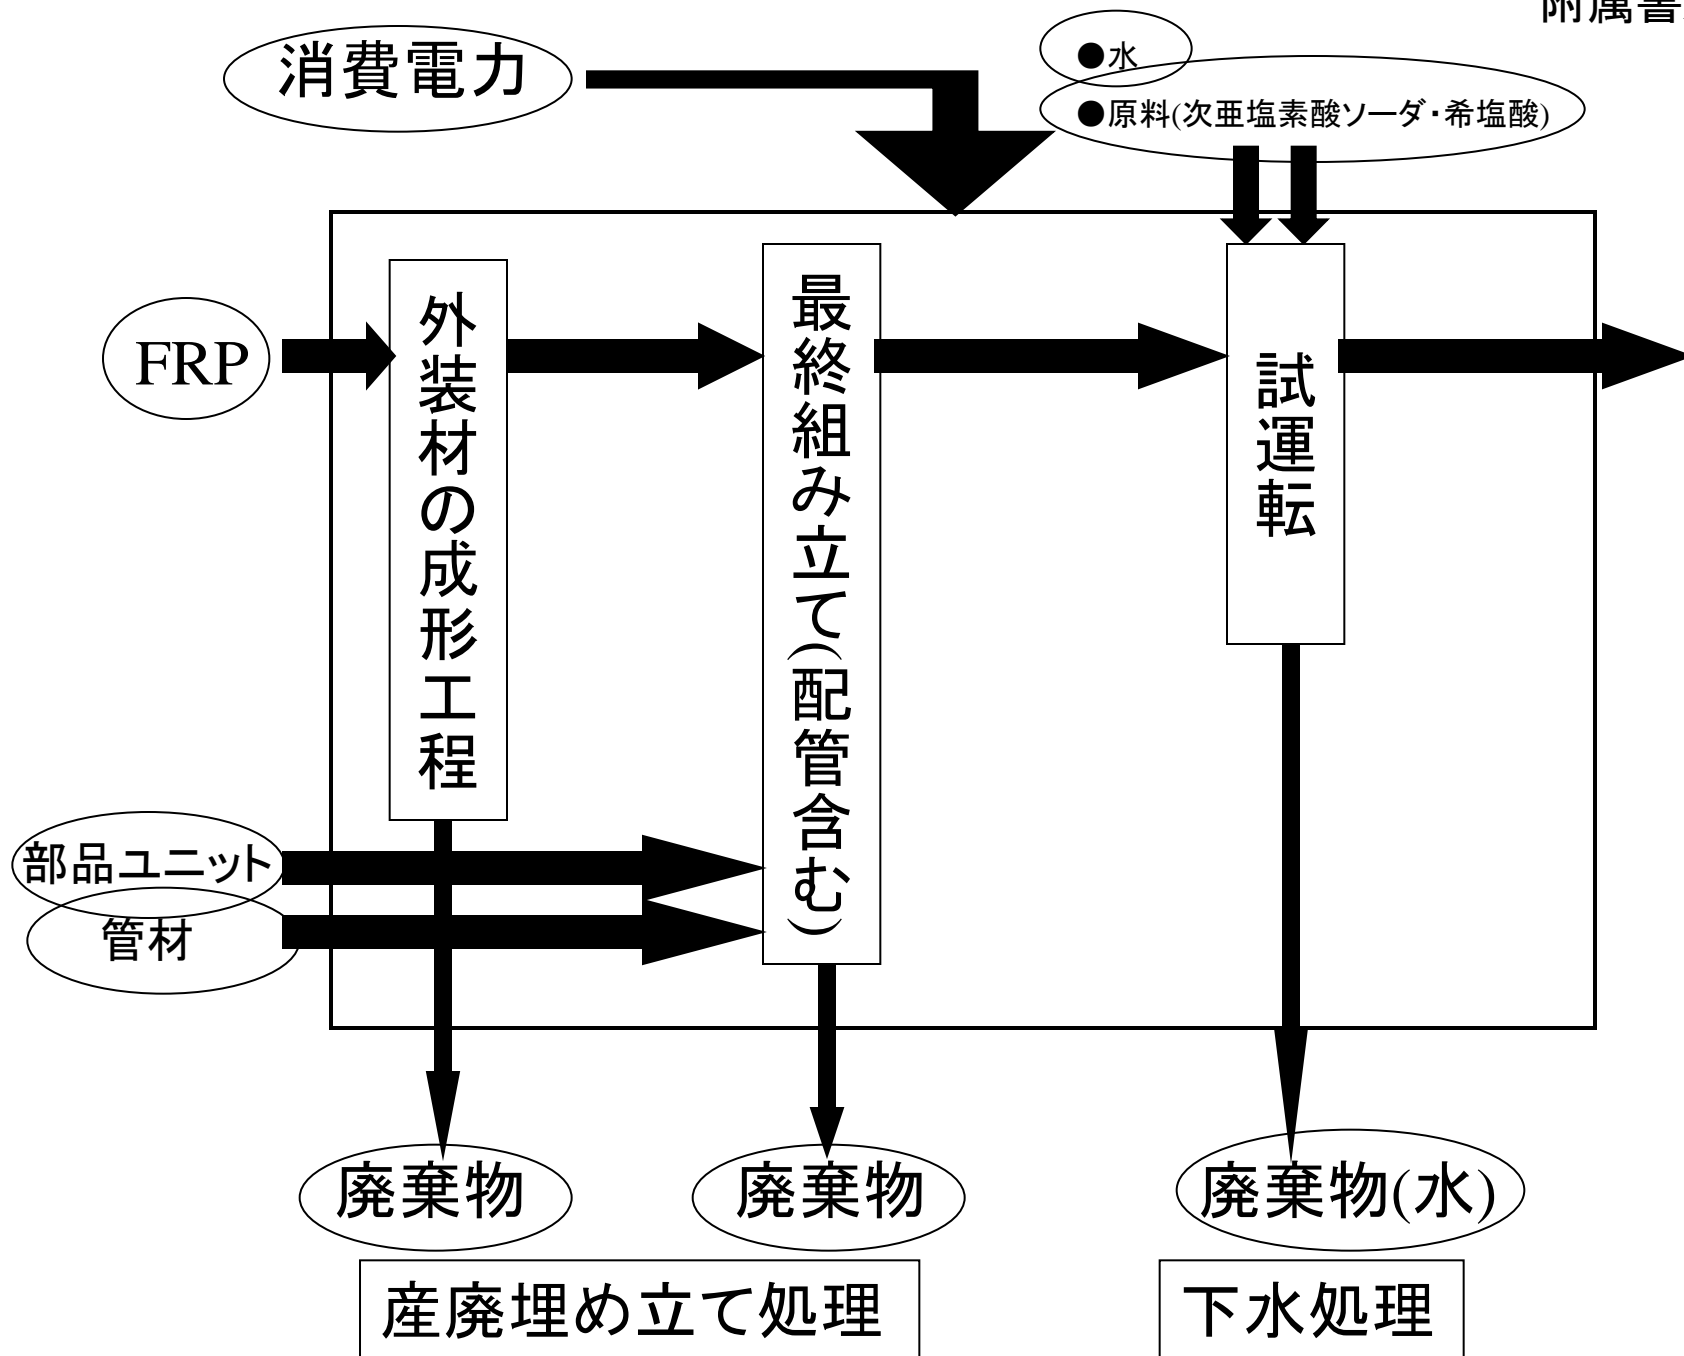 附属書
消費電力
●水
●原料(次亜塩素酸ソーダ・希塩酸)
FRP
外装材の成形工程
最終組み立て(配管含む)
試運転
部品ユニット
管材
廃棄物
廃棄物
廃棄物(水)
産廃埋め立て処理
下水処理